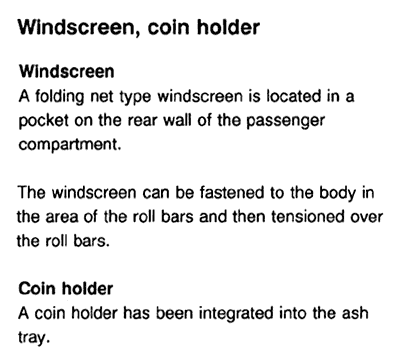 Windscreen, coin holder
Windscreen
A folding net type windscreen is located in a
pocket on the rear wall of the passenger
compartment.
The windscreen can be fastened to the body in
the area of the roll bars and then tensioned over
the roll bars.
Coin holder
A coin holder has been integrated into the ash
tray.